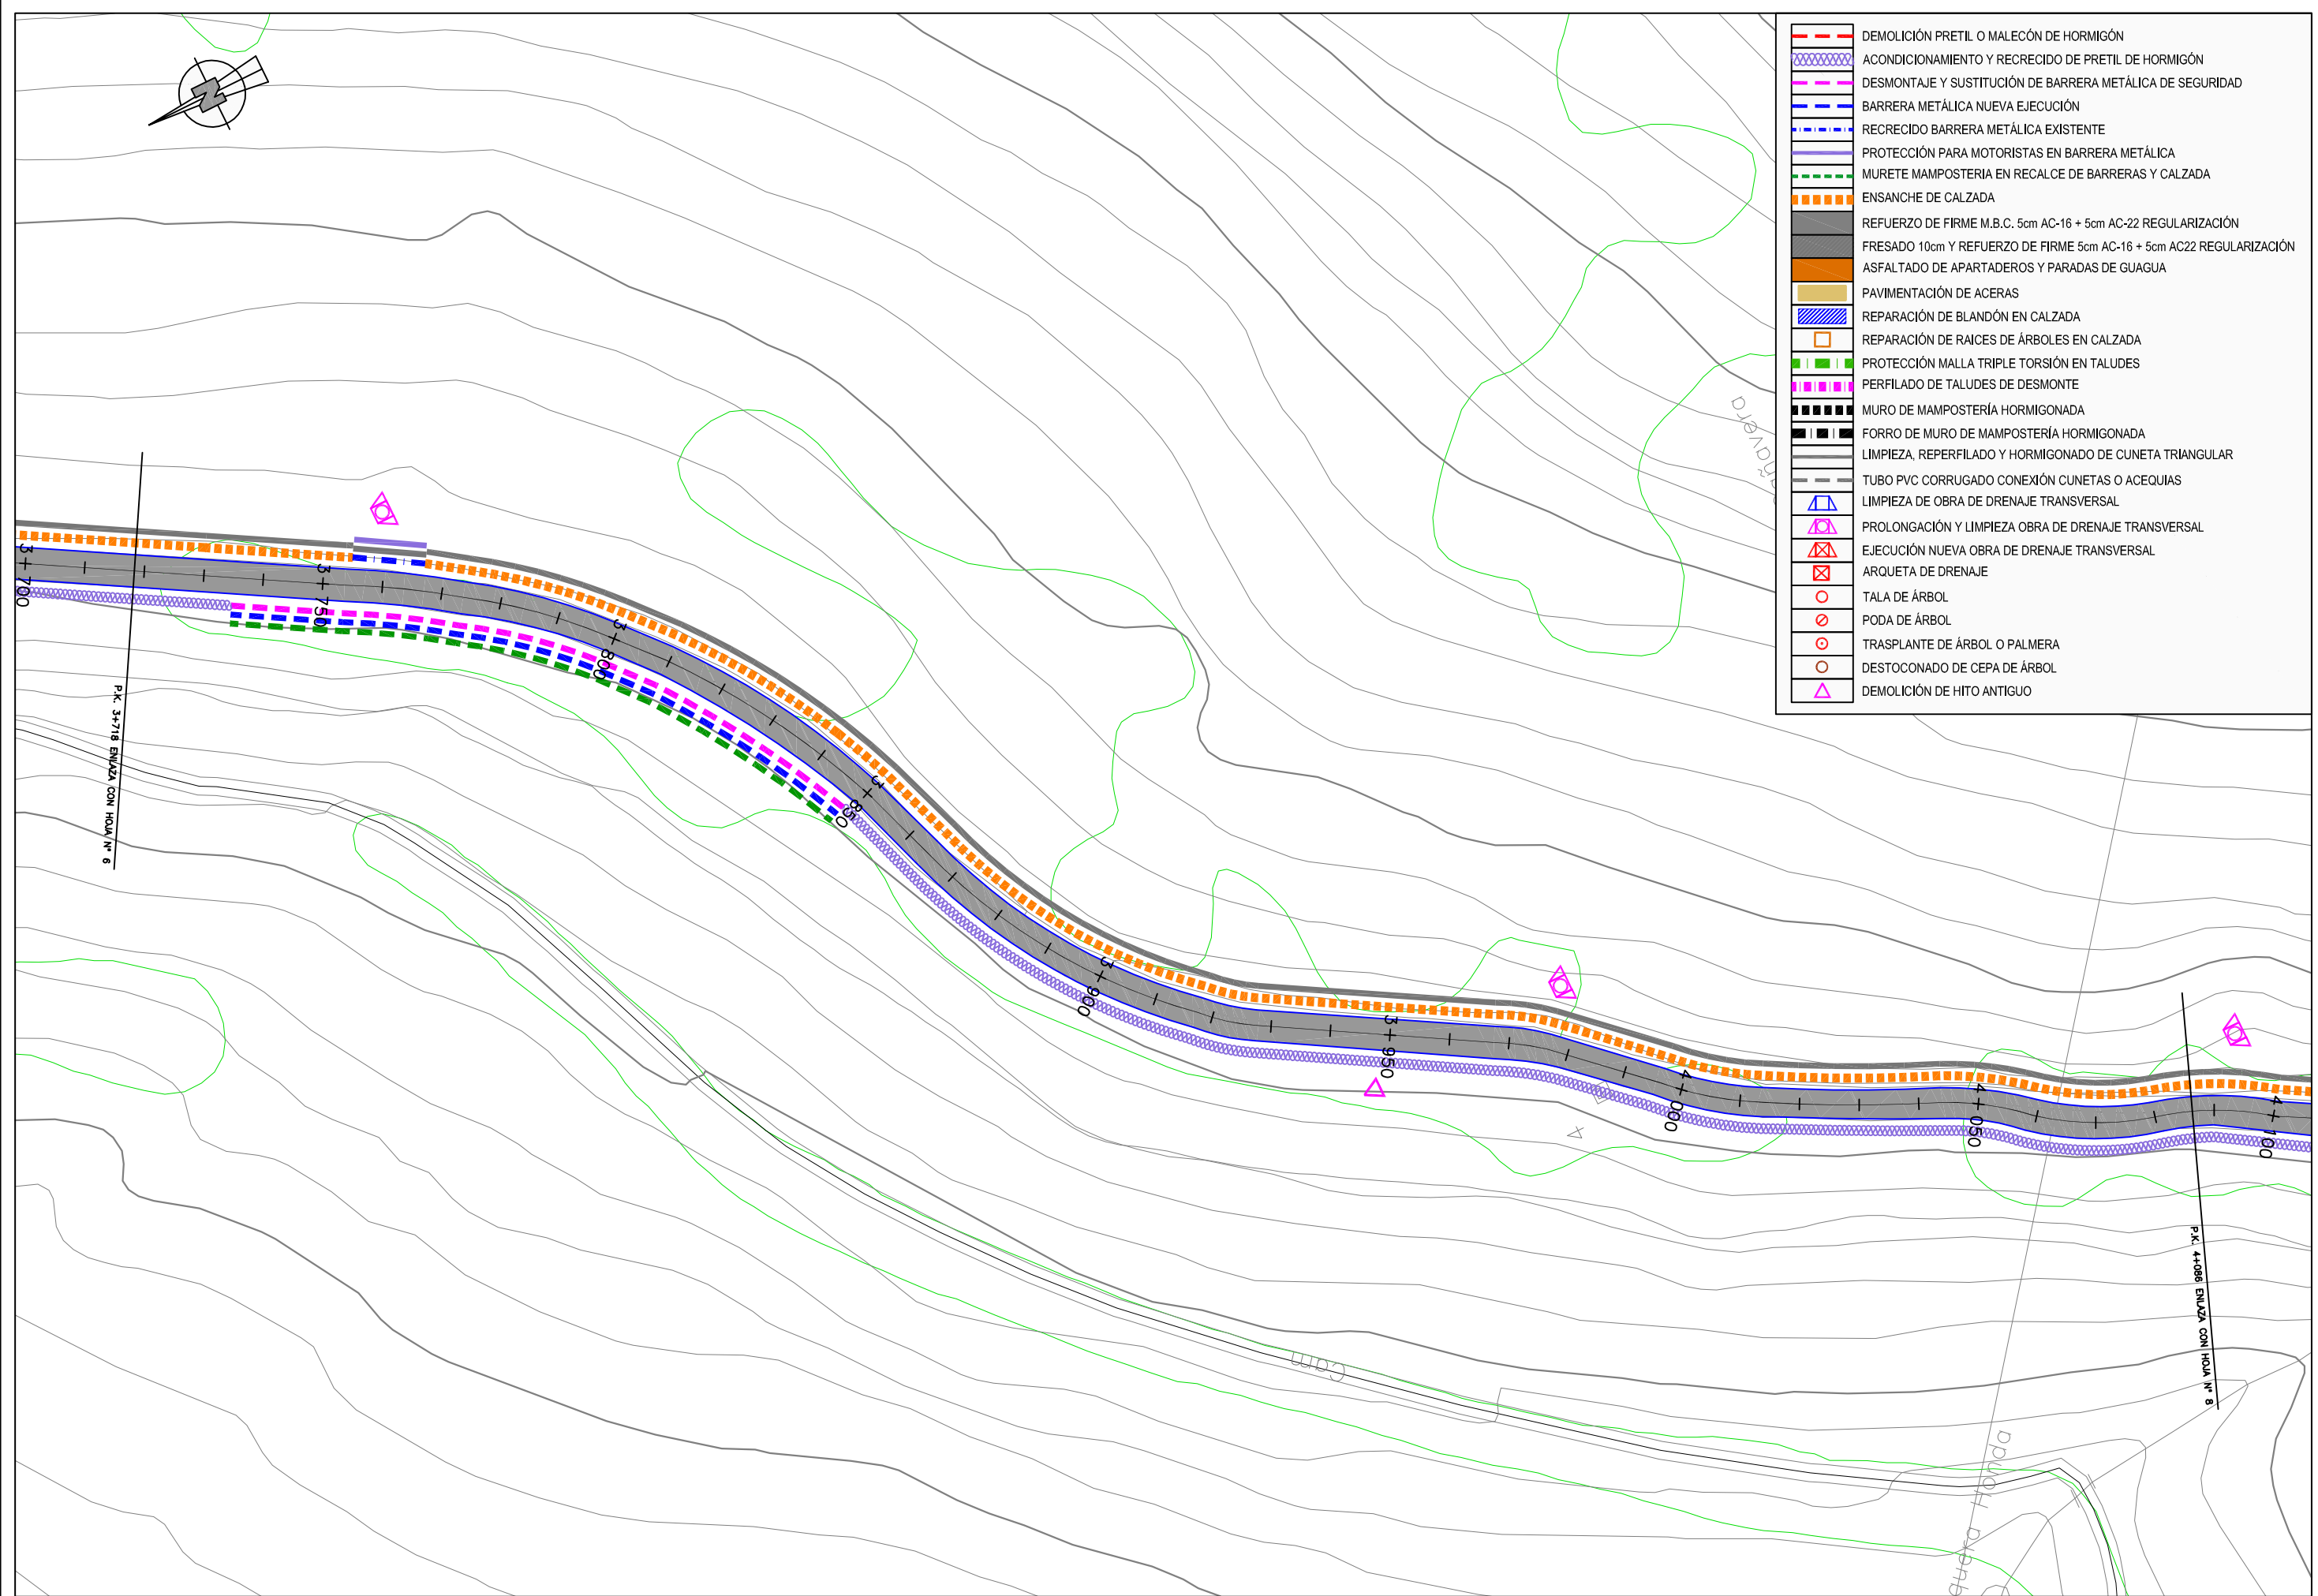 DEMOLICIÓN PRETIL O MALECÓN DE HORMIGÓN
ACONDICIONAMIENTO Y RECRECIDO DE PRETIL DE HORMIGÓN
DESMONTAJE Y SUSTITUCIÓN DE BARRERA METÁLICA DE SEGURIDAD
BARRERA METÁLICA NUEVA EJECUCIÓN
RECRECIDO BARRERA METÁLICA EXISTENTE
PROTECCIÓN PARA MOTORISTAS EN BARRERA METÁLICA
MURETE MAMPOSTERIA EN RECALCE DE BARRERAS Y CALZADA
ENSANCHE DE CALZADA
REFUERZO DE FIRME M.B.C. 5cm AC-16 + 5cm AC-22 REGULARIZACIÓN
FRESADO 10cm Y REFUERZO DE FIRME 5cm AC-16 + 5cm AC22 REGULARIZACIÓN
ASFALTADO DE APARTADEROS Y PARADAS DE GUAGUA
PAVIMENTACIÓN DE ACERAS
REPARACIÓN DE BLANDÓN EN CALZADA
REPARACIÓN DE RAICES DE ÁRBOLES EN CALZADA
PROTECCIÓN MALLA TRIPLE TORSIÓN EN TALUDES
PERFILADO DE TALUDES DE DESMONTE
MURO DE MAMPOSTERÍA HORMIGONADA
FORRO DE MURO DE MAMPOSTERÍA HORMIGONADA
LIMPIEZA, REPERFILADO Y HORMIGONADO DE CUNETA TRIANGULAR
TUBO PVC CORRUGADO CONEXIÓN CUNETAS O ACEQUIAS
LIMPIEZA DE OBRA DE DRENAJE TRANSVERSAL
PROLONGACIÓN Y LIMPIEZA OBRA DE DRENAJE TRANSVERSAL
EJECUCIÓN NUEVA OBRA DE DRENAJE TRANSVERSAL
ARQUETA DE DRENAJE
TALA DE ÁRBOL
PODA DE ÁRBOL
TRASPLANTE DE ÁRBOL O PALMERA
DESTOCONADO DE CEPA DE ÁRBOL
DEMOLICIÓN DE HITO ANTIGUO
N
P.K. 3+718 ENLAZA CON HOJA Nº 6
3 700
3 750
3 800
3 850
3 900
3 950
4 000
4 050
4 100
P.K. 4+086 ENLAZA CON HOJA Nº 8